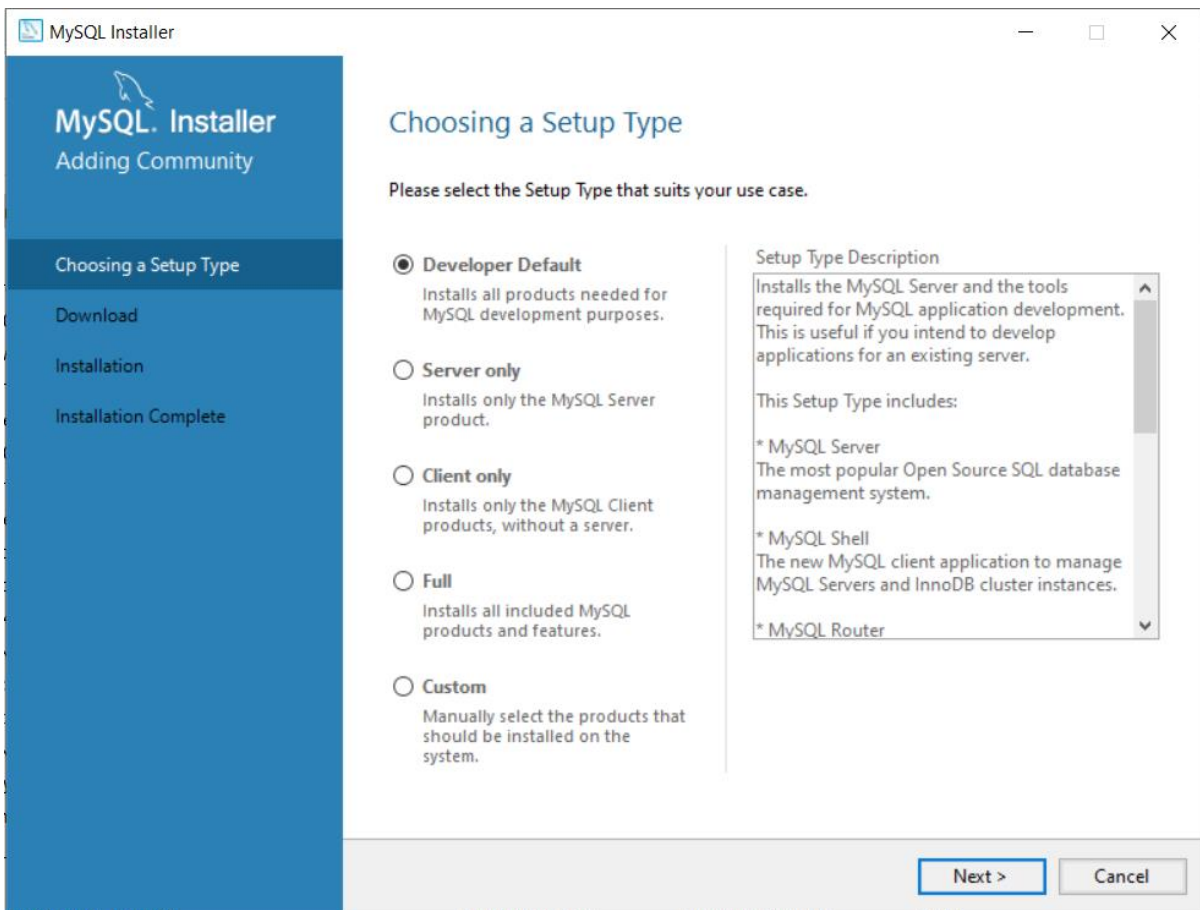 MySQL Installer
MySQL. Installer
Adding Community
Choosing a Setup Type
Download
Installation
Installation Complete
Choosing a Setup Type
Please select the Setup Type that suits your use case.
Developer Default
Installs all products needed for
MySQL development purposes.
Server only
Installs only the MySQL Server
product.
Client only
Installs only the MySQL Client
products, without a server.
Full
Installs all included MySQL
products and features.
Custom
Manually select the products that
should be installed on the
system.
Setup Type Description
Installs the MySQL Server and the tools
required for MySQL application development.
This is useful if you intend to develop
applications for an existing server.
This Setup Type includes:
* MySQL Server
The most popular Open Source SQL database
management system.
* MySQL Shell
The new MySQL client application to manage
MySQL Servers and InnoDB cluster instances.
* MySQL Router
Next >
Cancel